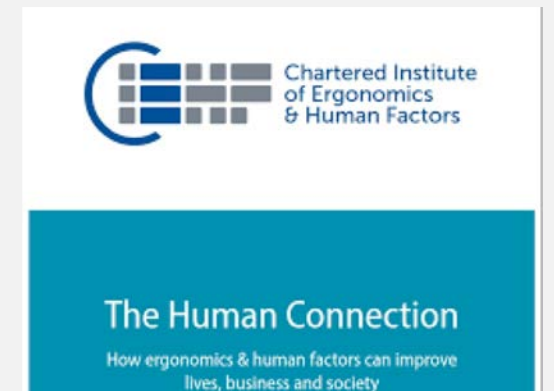 Chartered Institute
of Ergonomics
& Human Factors
The Human Connection
How ergonomics & human factors can improve
lives, business and society